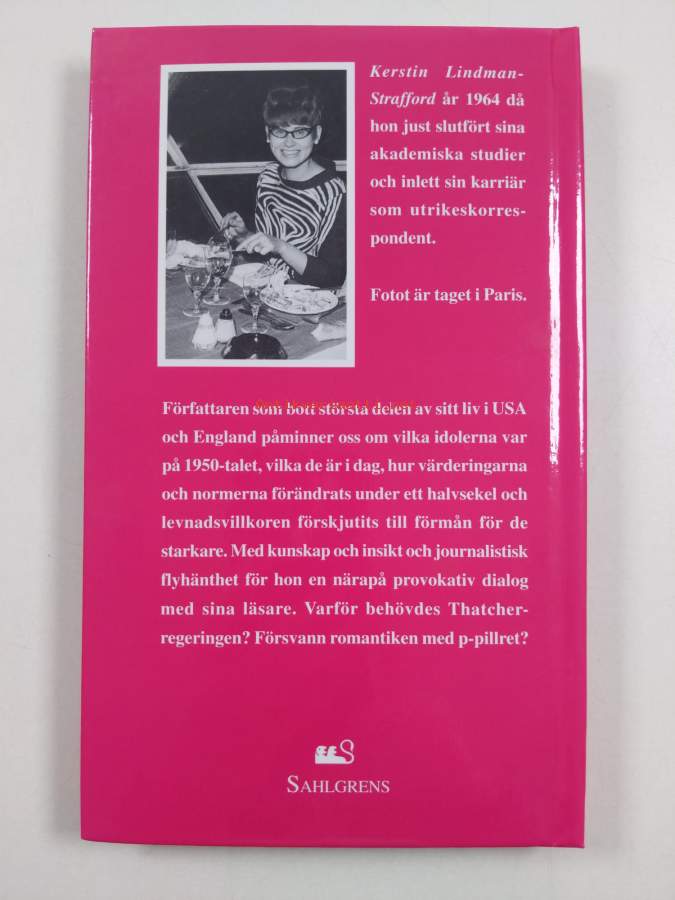 Kerstin Lindman-
Strafford år 1964 då
hon just slutfört sina
akademiska studier
och inlett sin karriär
som utrikeskorres-
pondent.
Fotot är taget i Paris.
Författaren som bott största delen av sitt liv i USA
och England påminner oss om vilka idolerna var
på 1950-talet, vilka de är i dag, hur värderingarna
och normerna förändrats under ett halvsekel och
levnadsvillkoren förskjutits till förmån för de
starkare. Med kunskap och insikt och journalistisk
flyhänthet för hon en närapå provokativ dialog
med sina läsare. Varför behövdes Thatcher-
regeringen? Försvann romantiken med p-pillret?
SAHLGRENS